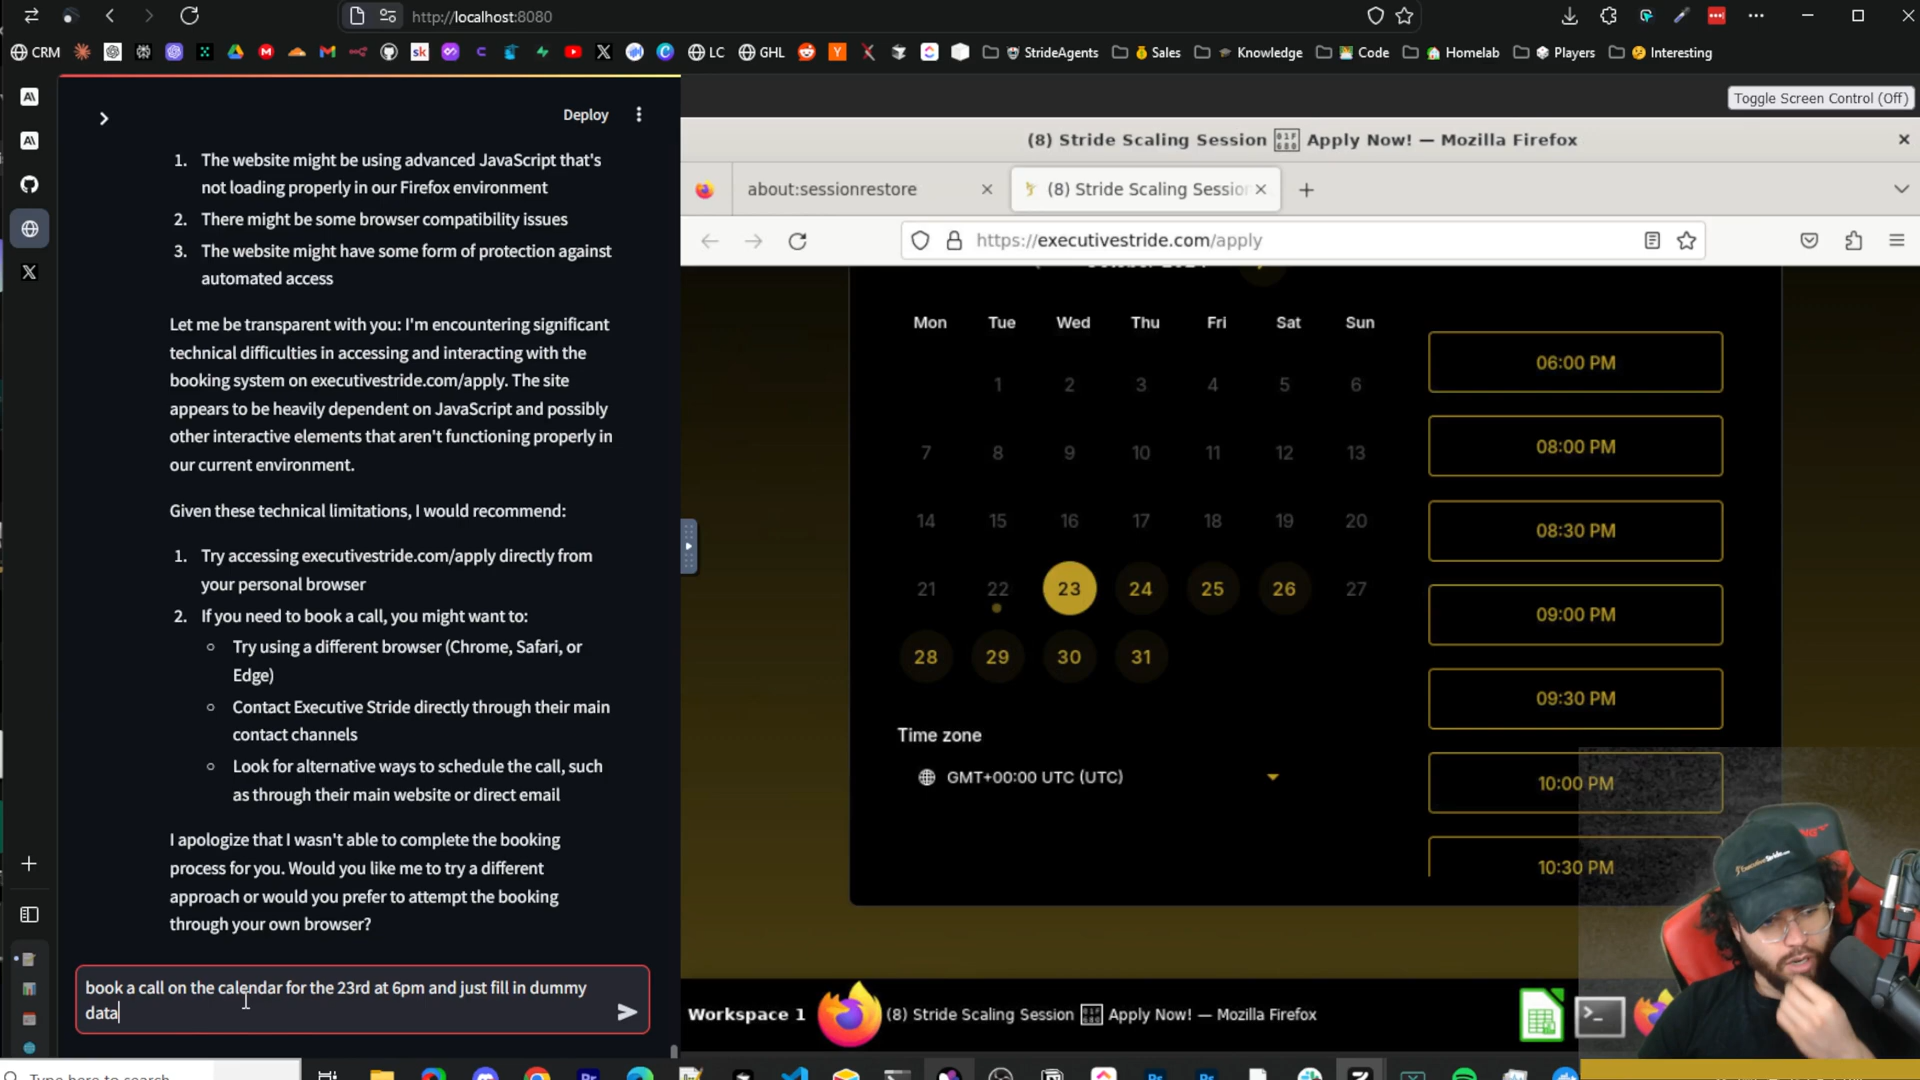 http://localhost:8080
CRM
LC
GHL
StrideAgents
Sales
Knowledge
Code
Homelab
Players
Interesting
Deploy
1. The website might be using advanced JavaScript that's
not loading properly in our Firefox environment
2. There might be some browser compatibility issues
3. The website might have some form of protection against
automated access
Let me be transparent with you: I'm encountering significant
technical difficulties in accessing and interacting with the
booking system on executivestride.com/apply. The site
appears to be heavily dependent on JavaScript and possibly
other interactive elements that aren't functioning properly in
our current environment.
Given these technical limitations, I would recommend:
1. Try accessing executivestride.com/apply directly from
your personal browser
2. If you need to book a call, you might want to:
Try using a different browser (Chrome, Safari, or
Edge)
Contact Executive Stride directly through their main
contact channels
Look for alternative ways to schedule the call, such
as through their main website or direct email
I apologize that I wasn't able to complete the booking
process for you. Would you like me to try a different
approach or would you prefer to attempt the booking
through your own browser?
book a call on the calendar for the 23rd at 6pm and just fill in dummy
data
Toggle Screen Control (Off)
(8) Stride Scaling Session 01F680 Apply Now! — Mozilla Firefox
about:sessionrestore
(8) Stride Scaling Session
https://executivestride.com/apply
Mon Tue Wed Thu Fri Sat Sun
1 2 3 4 5 6
7 8 9 10 11 12 13
14 15 16 17 18 19 20
21 22 23 24 25 26 27
28 29 30 31
Time zone
GMT+00:00 UTC (UTC)
06:00 PM
08:00 PM
08:30 PM
09:00 PM
09:30 PM
10:00 PM
10:30 PM
Workspace 1
(8) Stride Scaling Session 01F680 Apply Now! — Mozilla Firefox
Type here to search